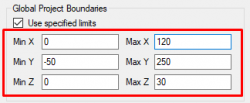 Global Project Boundaries
Use specified limits
Min X 0 Max X 120
Min Y -50 Max Y 250
Min Z 0 Max Z 30